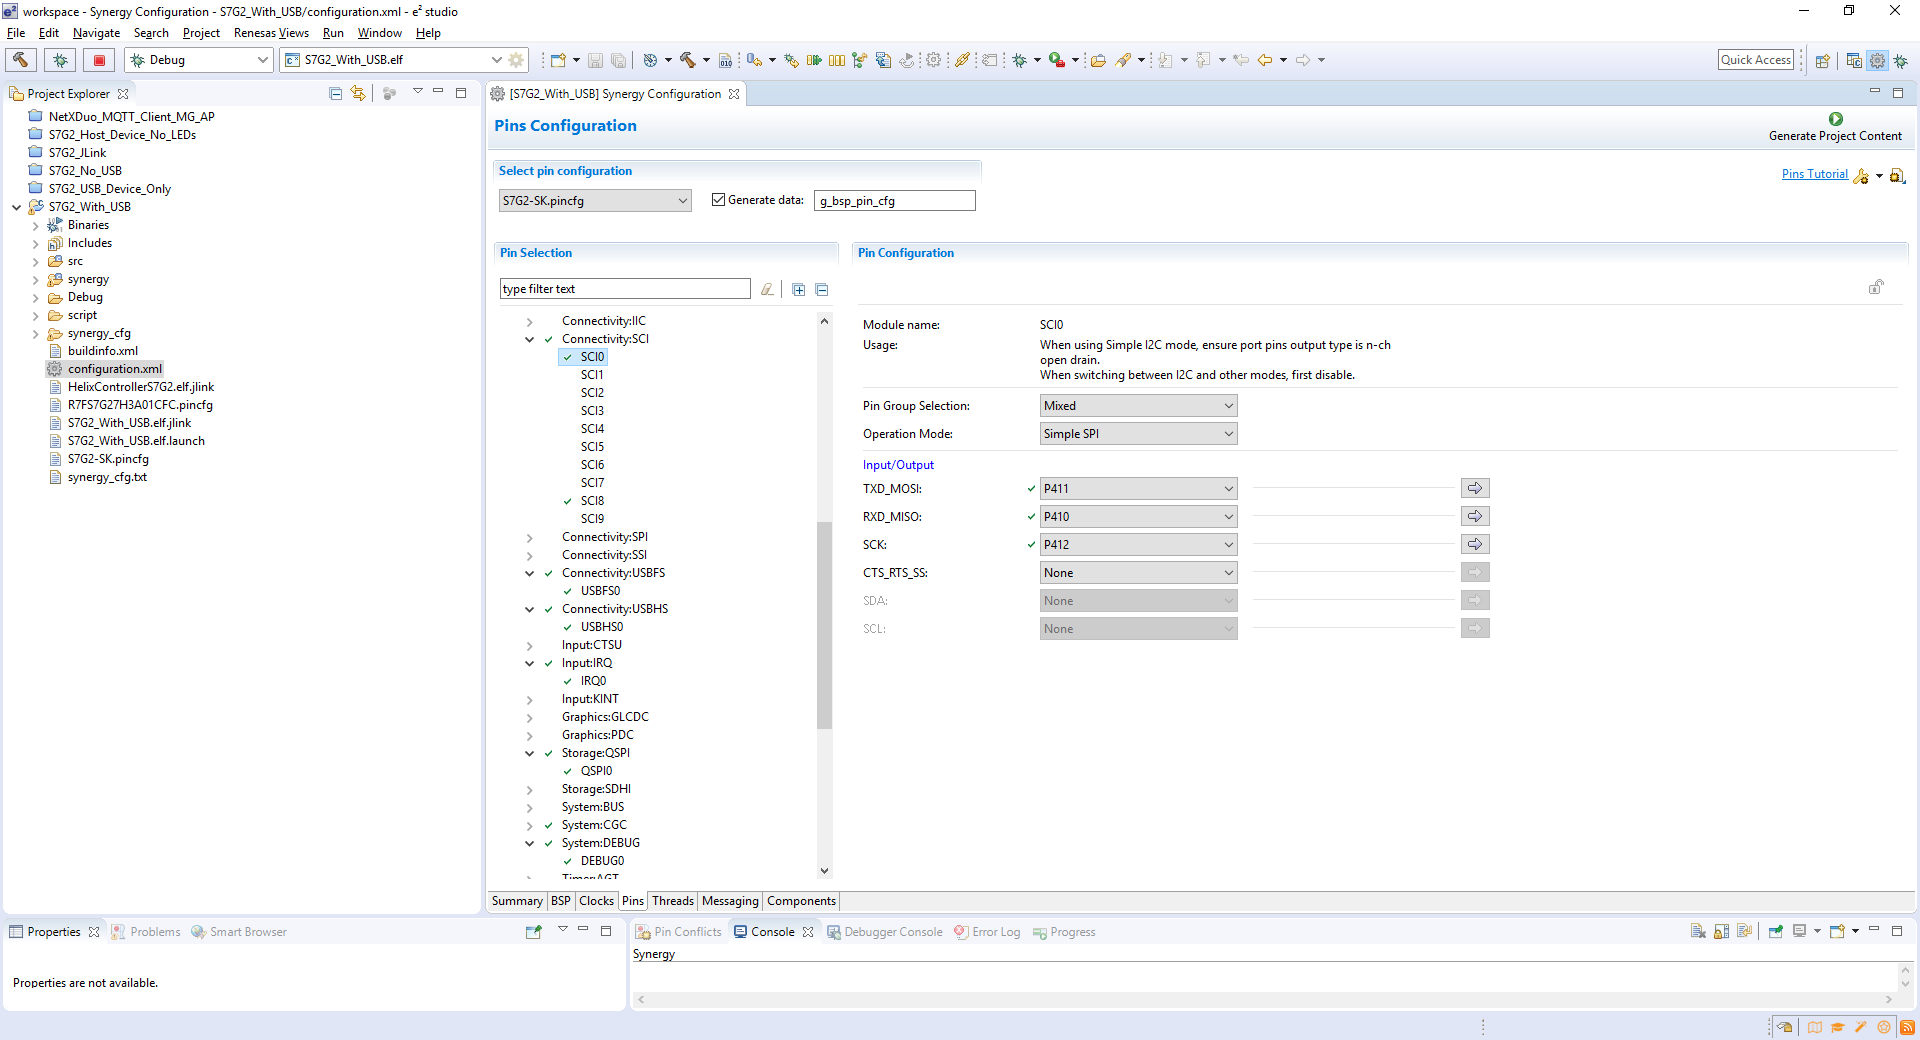 workspace - Synergy Configuration - S7G2_With_USB/configuration.xml - e² studio
File Edit Navigate Search Project Renesas Views Run Window Help
Debug
S7G2_With_USB.elf
Quick Access
Project Explorer
NetXDuo_MQTT_Client_MG_AP
S7G2_Host_Device_No_LEDs
S7G2_JLink
S7G2_No_USB
S7G2_USB_Device_Only
S7G2_With_USB
Binaries
Includes
src
synergy
Debug
script
synergy_cfg
buildinfo.xml
configuration.xml
HelixControllerS7G2.elf.jlink
R7FS7G27H3A01CFC.pincfg
S7G2_With_USB.elf.jlink
S7G2_With_USB.elf.launch
S7G2-SK.pincfg
synergy_cfg.txt
[S7G2_With_USB] Synergy Configuration
Pins Configuration
Generate Project Content
Select pin configuration
Pins Tutorial
S7G2-SK.pincfg
Generate data:
g_bsp_pin_cfg
Pin Selection
type filter text
Connectivity:IIC
Connectivity:SCI
SCI0
SCI1
SCI2
SCI3
SCI4
SCI5
SCI6
SCI7
SCI8
SCI9
Connectivity:SPI
Connectivity:SSI
Connectivity:USBFS
USBFS0
Connectivity:USBHS
USBHS0
Input:CTSU
Input:IRQ
IRQ0
Input:KINT
Graphics:GLCDC
Graphics:PDC
Storage:QSPI
QSPI0
Storage:SDHI
System:BUS
System:CGC
System:DEBUG
DEBUG0
Timer:AGT
Pin Configuration
Module name: SCI0
Usage: When using Simple I2C mode, ensure port pins output type is n-ch
open drain.
When switching between I2C and other modes, first disable.
Pin Group Selection: Mixed
Operation Mode: Simple SPI
Input/Output
TXD_MOSI: P411
RXD_MISO: P410
SCK: P412
CTS_RTS_SS: None
SDA: None
SCL: None
Summary BSP Clocks Pins Threads Messaging Components
Properties Problems Smart Browser
Properties are not available.
Pin Conflicts Console Debugger Console Error Log Progress
Synergy